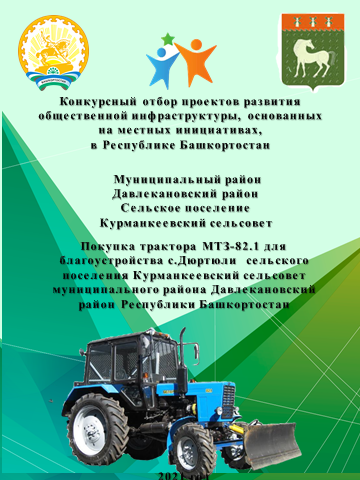 Конкурсный отбор проектов развития
общественной инфраструктуры, основанных
на местных инициативах,
в Республике Башкортостан
Муниципальный район
Давлекановский район
Сельское поселение
Курманкеевский сельсовет
Покупка трактора МТЗ-82.1 для
благоустройства с.Дюртюли сельского
поселения Курманкеевский сельсовет
муниципального района Давлекановский
район Республики Башкортостан